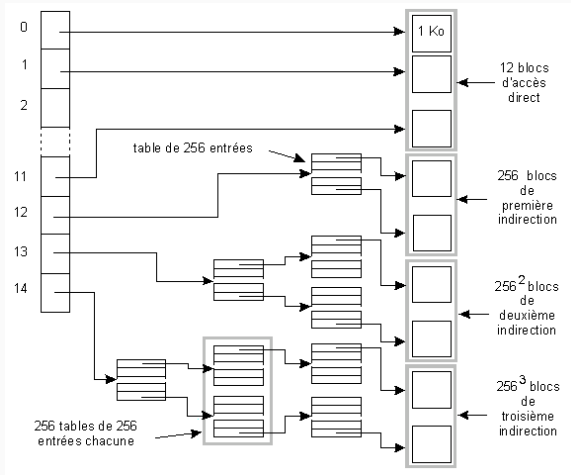 0
1 Ko
1
12 blocs
d'accès
direct
2
table de 256 entrées
11
256 blocs
de
première
indirection
12
13
14
256² blocs
de
deuxième
indirection
256³ blocs
de
troisième
indirection
256 tables de 256
entrées chacune